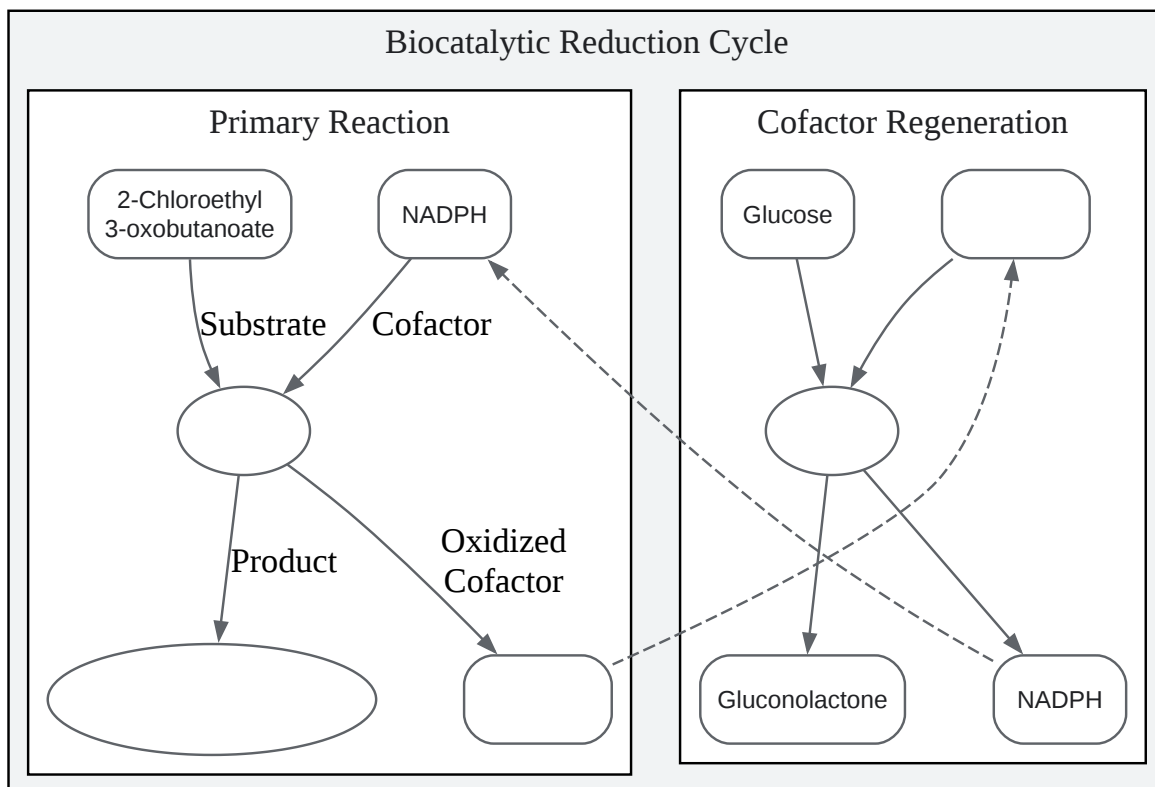 Biocatalytic Reduction Cycle
Primary Reaction
2-Chloroethyl
3-oxobutanoate
NADPH
Substrate
Cofactor
Product
Oxidized
Cofactor
Cofactor Regeneration
Glucose
Gluconolactone
NADPH